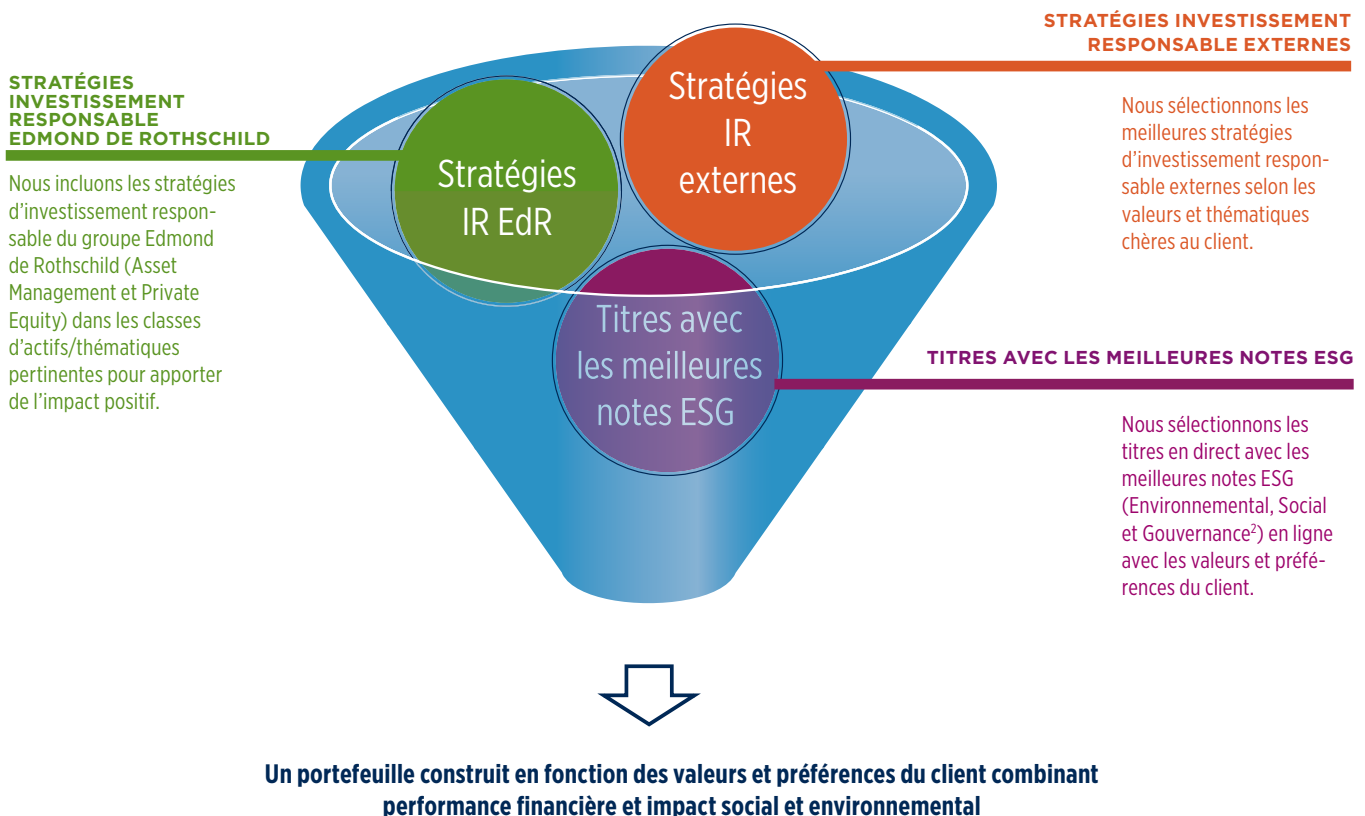 STRATÉGIES INVESTISSEMENT
RESPONSABLE EXTERNES
Nous sélectionnons les
meilleures stratégies
d'investissement respon-
sable externes selon les
valeurs et thématiques
chères au client.
STRATÉGIES
INVESTISSEMENT
RESPONSABLE
EDMOND DE ROTHSCHILD
Nous incluons les stratégies
d'investissement respon-
sable du groupe Edmond
de Rothschild (Asset
Management et Private
Equity) dans les classes
d'actifs/thématiques
pertinentes pour apporter
de l'impact positif.
Stratégies
IR EdR
Stratégies
IR
externes
Titres avec
les meilleures
notes ESG
TITRES AVEC LES MEILLEURES NOTES ESG
Nous sélectionnons les
titres en direct avec les
meilleures notes ESG
(Environnemental, Social
et Gouvernance²) en ligne
avec les valeurs et préfé-
rences du client.
Un portefeuille construit en fonction des valeurs et préférences du client combinant
performance financière et impact social et environnemental